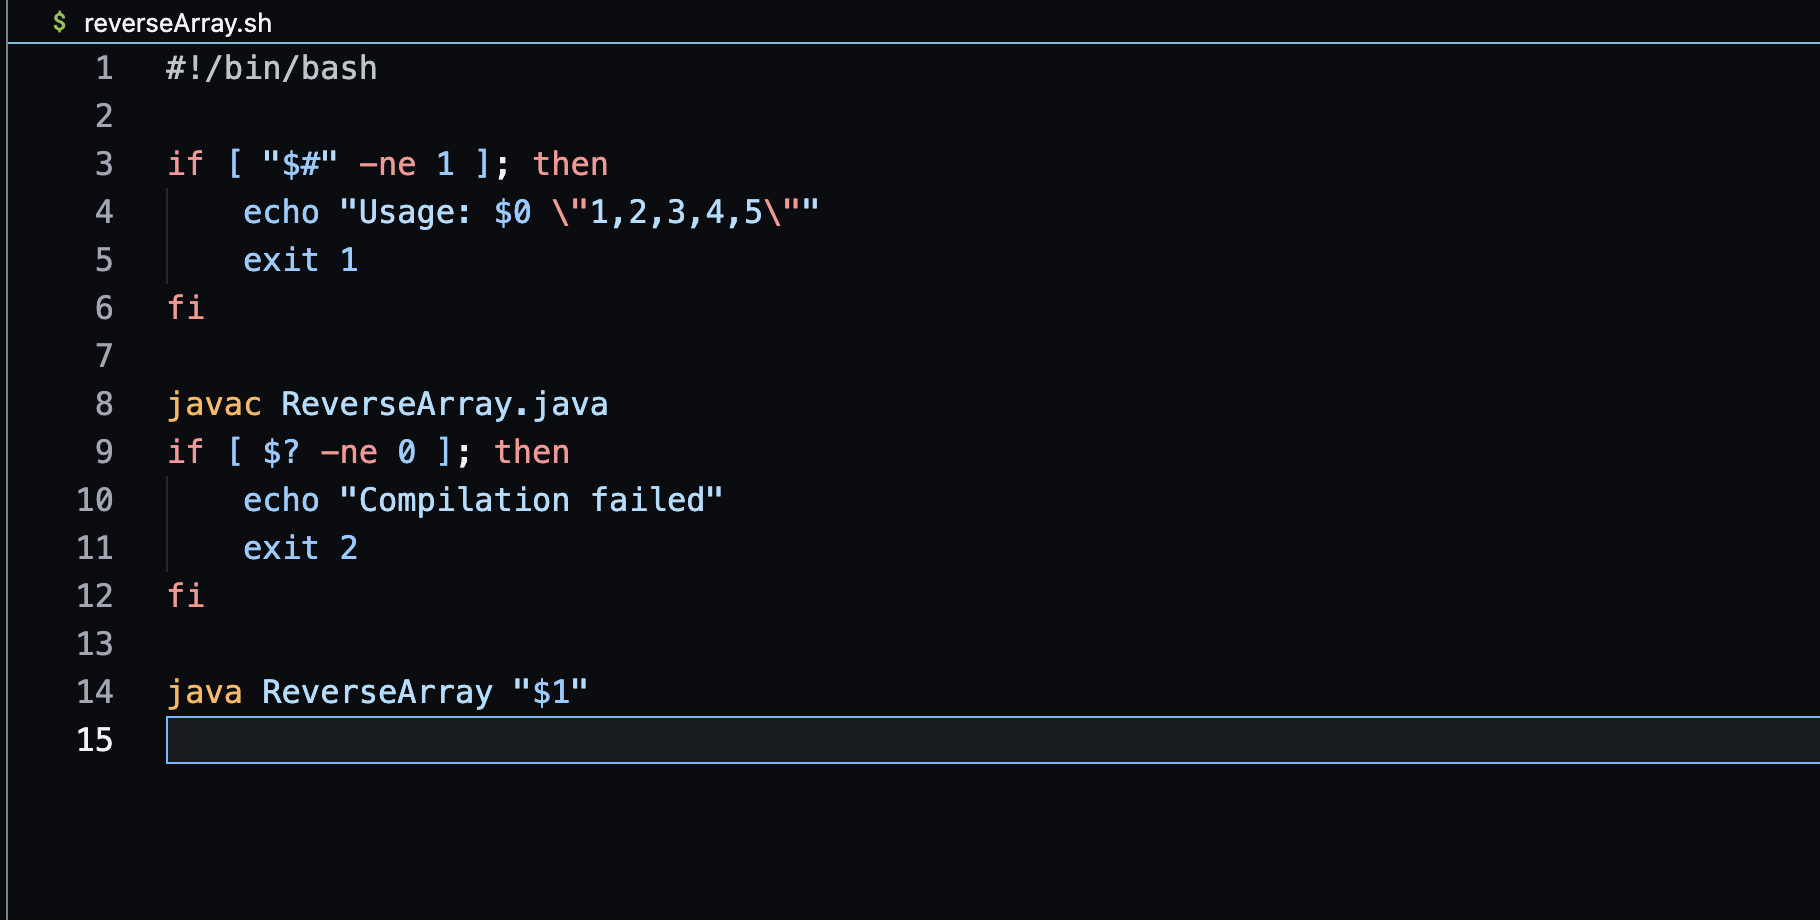 $ reverseArray.sh
1 #!/bin/bash
2
3 if [ "$#" -ne 1 ]; then
4     echo "Usage: $0 \"1,2,3,4,5\""
5     exit 1
6 fi
7
8 javac ReverseArray.java
9 if [ $? -ne 0 ]; then
10     echo "Compilation failed"
11     exit 2
12 fi
13
14 java ReverseArray "$1"
15